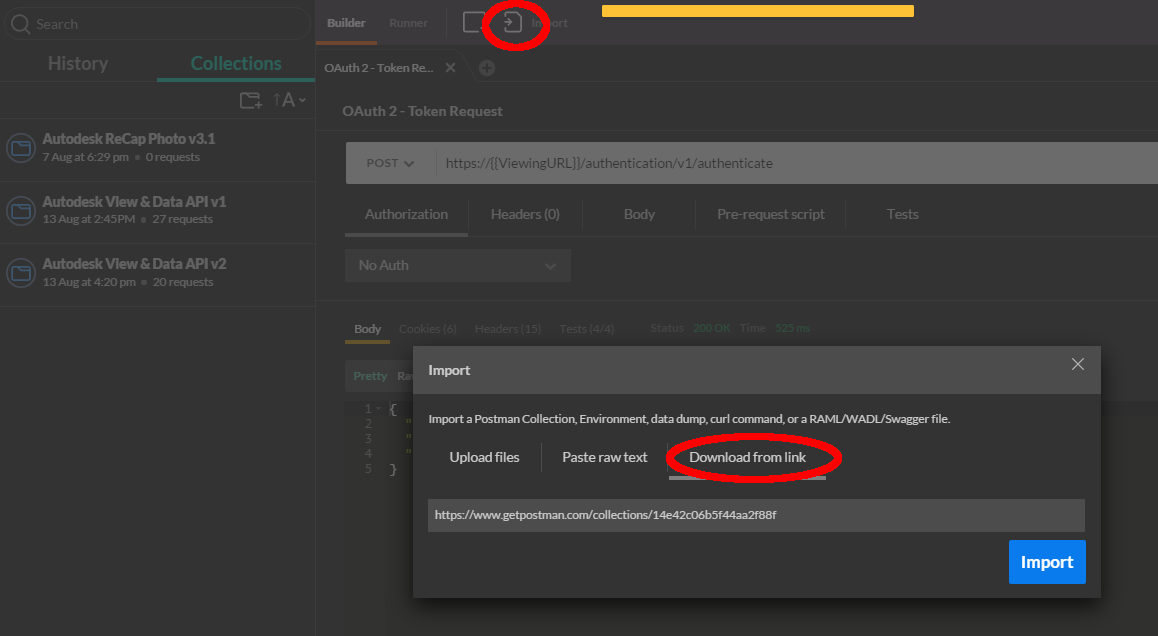 Search
Builder
Runner
Import
History
Collections
OAuth 2 - Token Re...
A
OAuth 2 - Token Request
Autodesk ReCap Photo v3.1
7 Aug at 6:29 pm • 0 requests
POST
https://{{ViewingURL}}/authentication/v1/authenticate
Autodesk View & Data API v1
13 Aug at 2:45PM • 27 requests
Authorization
Headers (0)
Body
Pre-request script
Tests
Autodesk View & Data API v2
13 Aug at 4:20 pm • 20 requests
No Auth
Body
Cookies (6)
Headers (15)
Tests (4/4)
Status 200 OK Time 525 ms
Pretty
1 {
2 "
3 "
4 "
5 }
Import
Import a Postman Collection, Environment, data dump, curl command, or a RAML/WADL/Swagger file.
Upload files
Paste raw text
Download from link
https://www.getpostman.com/collections/14e42c06b5f44aa2f88f
Import